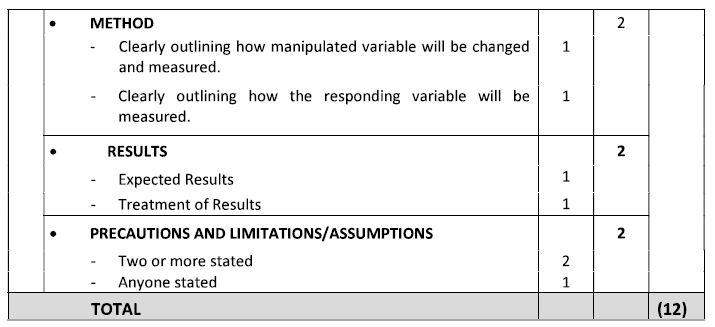 • METHOD 2
- Clearly outlining how manipulated variable will be changed 1
and measured.
- Clearly outlining how the responding variable will be 1
measured.
• RESULTS 2
- Expected Results 1
- Treatment of Results 1
• PRECAUTIONS AND LIMITATIONS/ASSUMPTIONS 2
- Two or more stated 2
- Anyone stated 1
TOTAL (12)